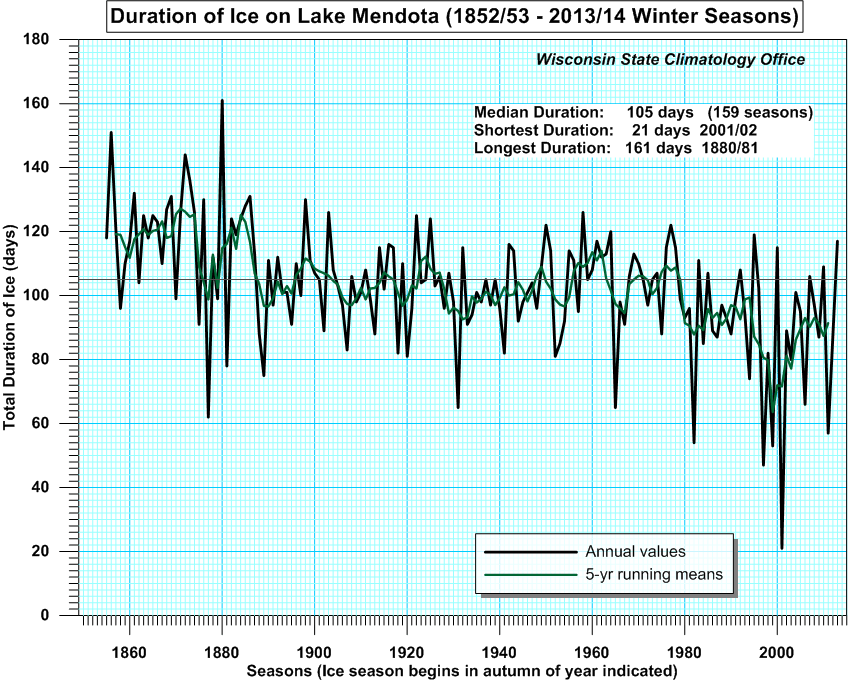 Duration of Ice on Lake Mendota (1852/53 - 2013/14 Winter Seasons)
Wisconsin State Climatology Office
Median Duration: 105 days (159 seasons)
Shortest Duration: 21 days 2001/02
Longest Duration: 161 days 1880/81
Total Duration of Ice (days)
180
160
140
120
100
80
60
40
20
0
Annual values
5-yr running means
1860 1880 1900 1920 1940 1960 1980 2000
Seasons (Ice season begins in autumn of year indicated)